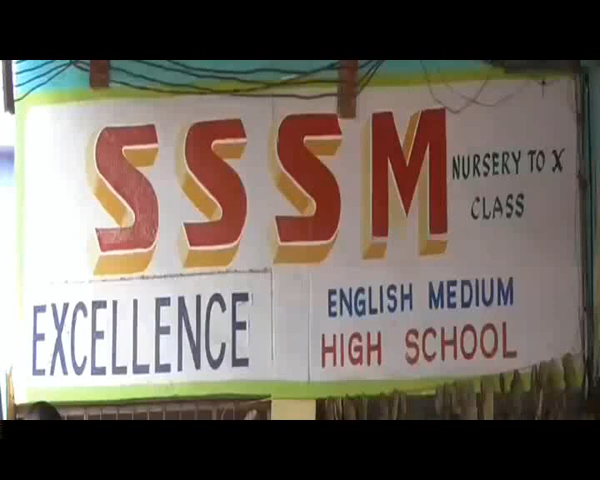 SSSM
NURSERY TO X
CLASS
EXCELLENCE
ENGLISH MEDIUM
HIGH SCHOOL